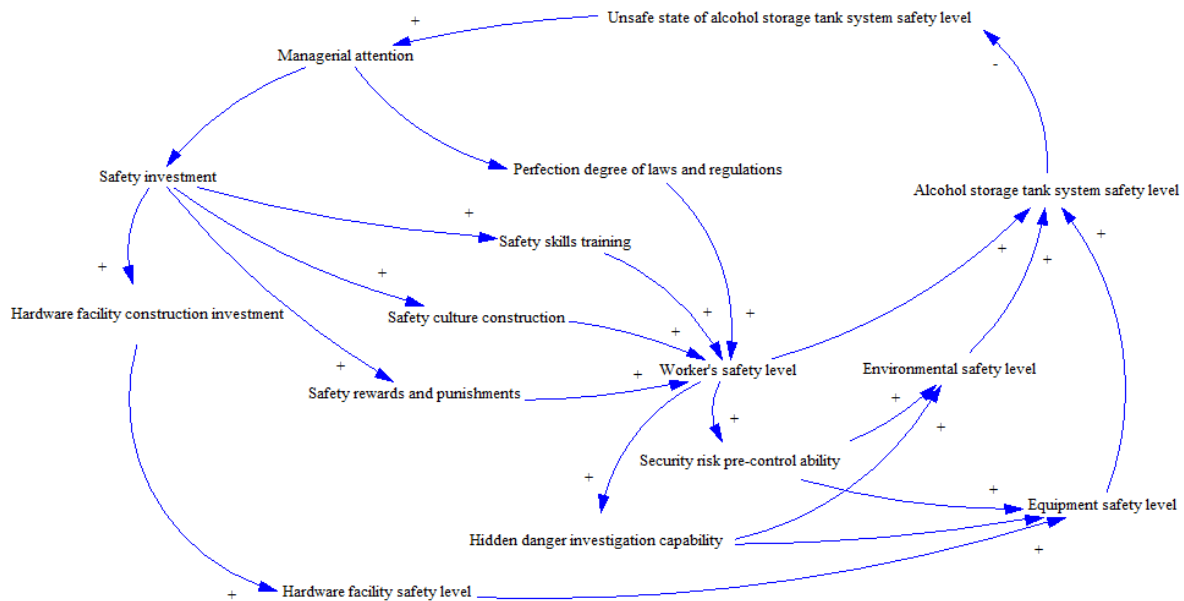 +
Unsafe state of alcohol storage tank system safety level
Managerial attention
-
Safety investment
Perfection degree of laws and regulations
Alcohol storage tank system safety level
+
Safety skills training
+
+
+
+
+
Hardware facility construction investment
Safety culture construction
+
+
+
+
Safety rewards and punishments
+
Worker's safety level
Environmental safety level
+
+
+
Security risk pre-control ability
+
+
Equipment safety level
Hidden danger investigation capability
+
Hardware facility safety level
+